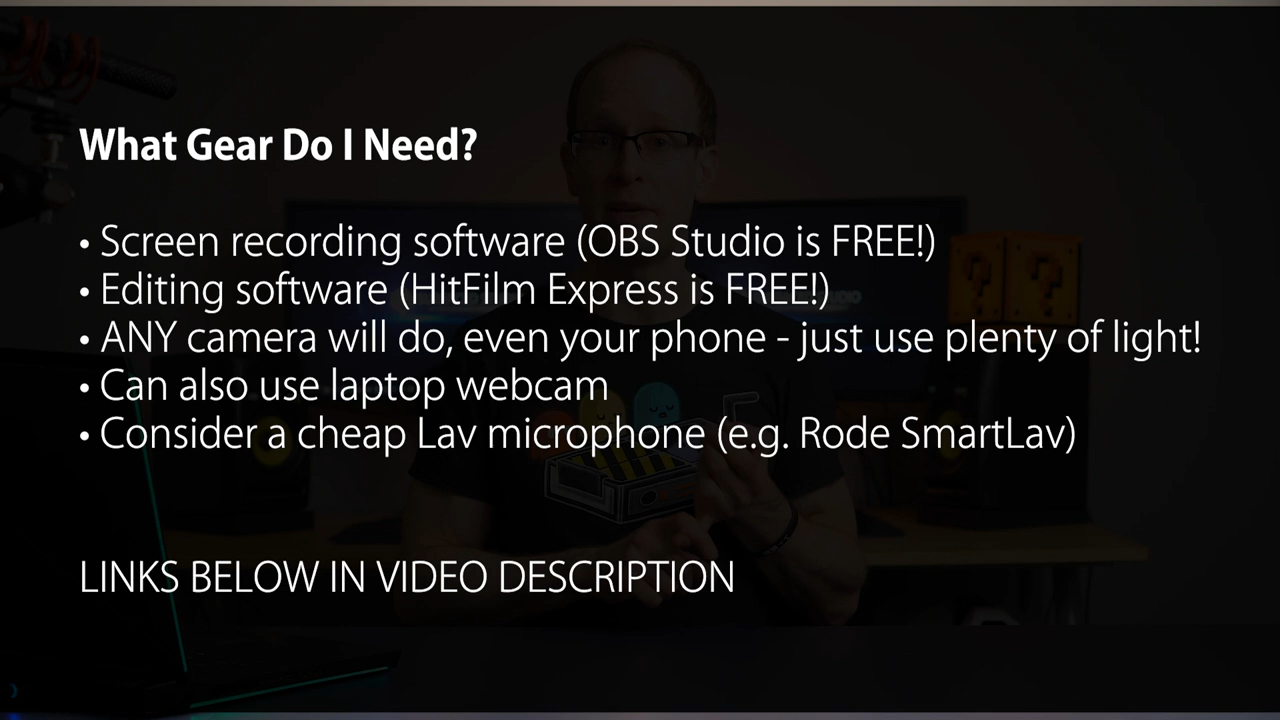 What Gear Do I Need?
• Screen recording software (OBS Studio is FREE!)
• Editing software (HitFilm Express is FREE!)
• ANY camera will do, even your phone - just use plenty of light!
• Can also use laptop webcam
• Consider a cheap Lav microphone (e.g. Rode SmartLav)
LINKS BELOW IN VIDEO DESCRIPTION